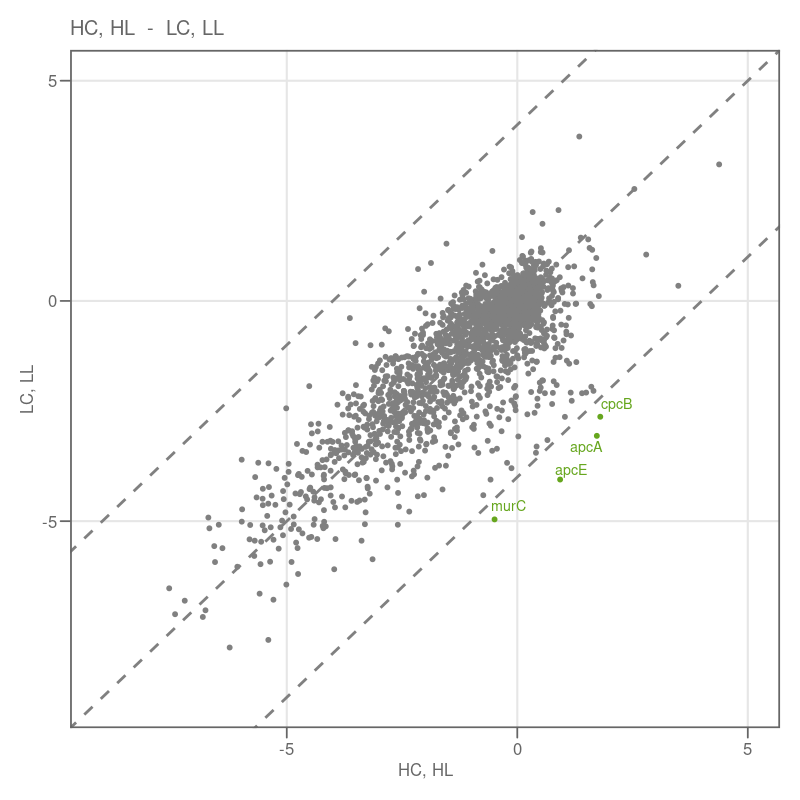 HC, HL - LC, LL
5
0
-5
LC, LL
cpcB
apcA
apcE
murC
-5
0
5
HC, HL